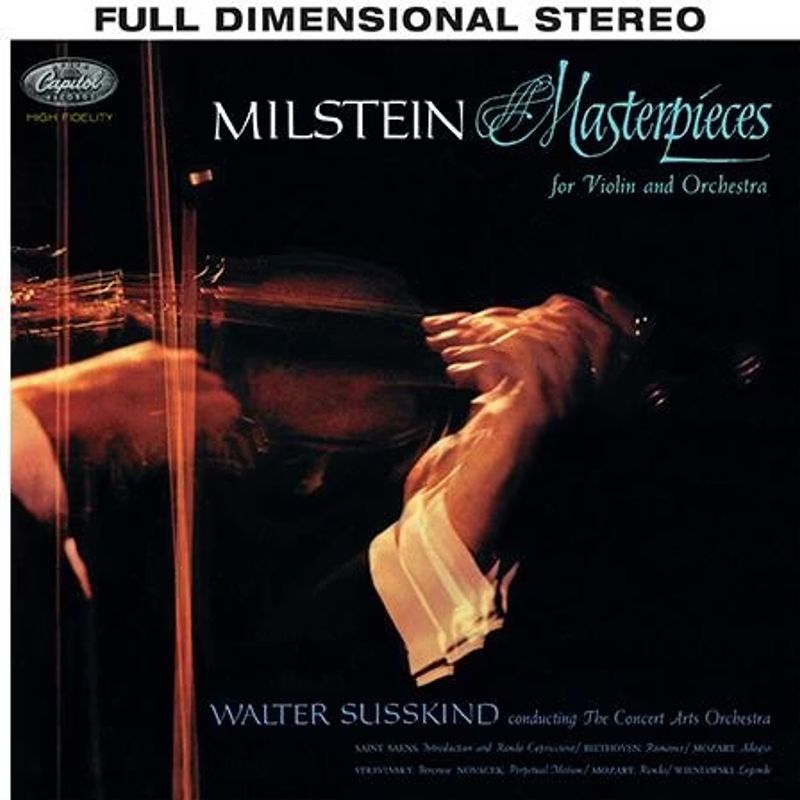 FULL DIMENSIONAL STEREO
Capitol
RECORDS
HIGH FIDELITY
MILSTEIN Masterpieces
for Violin and Orchestra
WALTER SUSSKIND conducting The Concert Arts Orchestra
SAINT-SAENS: Introduction and Rondo Capriccioso/ BEETHOVEN: Romance/ MOZART: Adagio
STRAVINSKY: Berceuse NOVACEK: Perpetual Motion/ MOZART: Rondo/ WIENIAWSKI: Legende